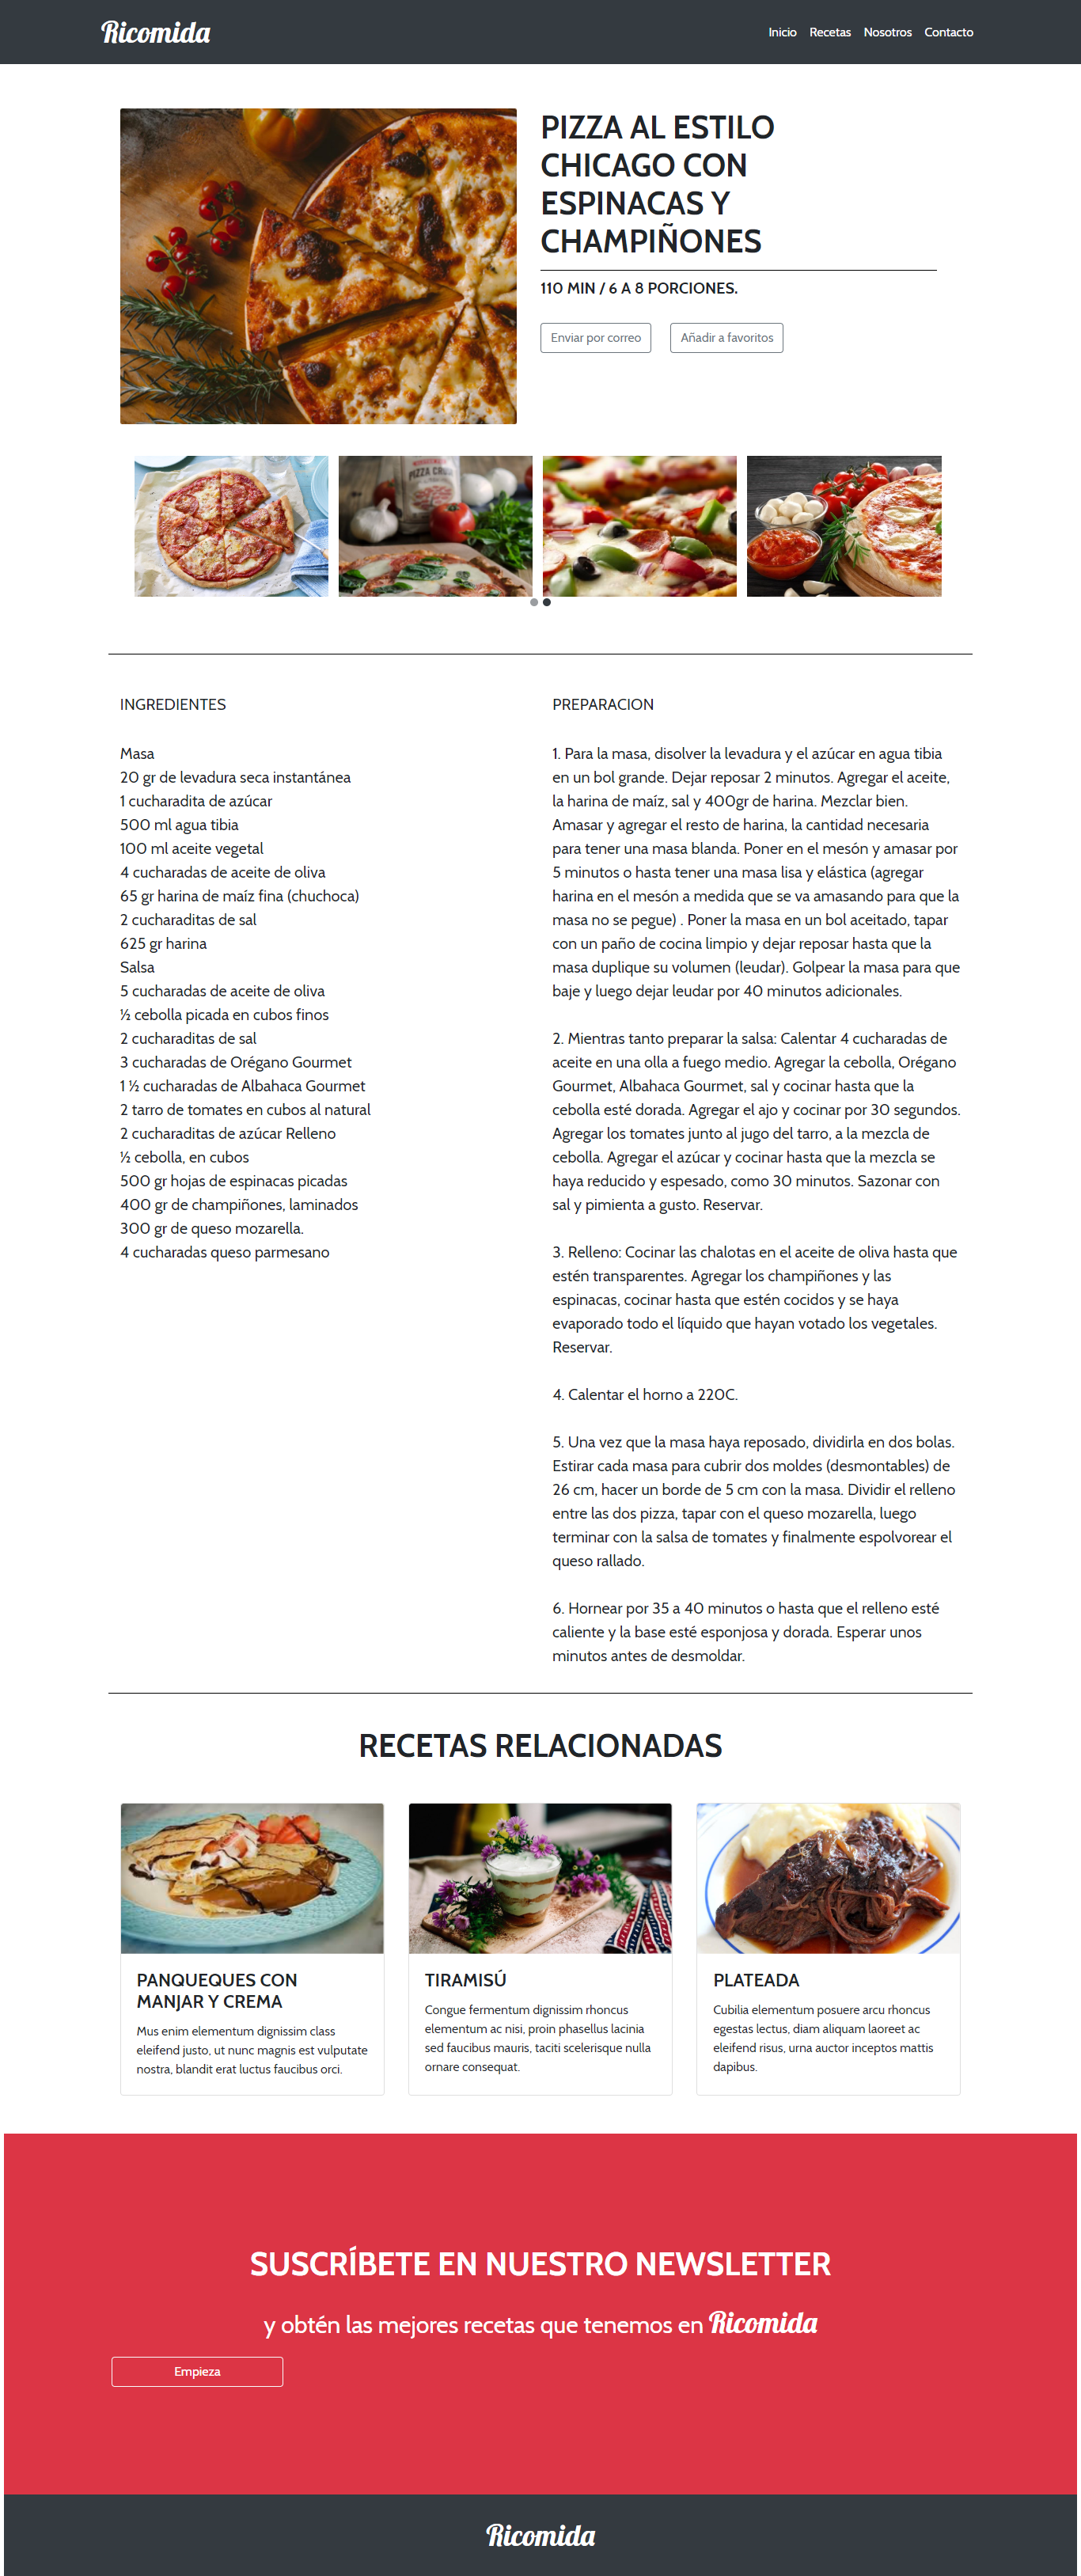 Ricomida
Inicio Recetas Nosotros Contacto
PIZZA AL ESTILO
CHICAGO CON
ESPINACAS Y
CHAMPIÑONES
110 MIN / 6 A 8 PORCIONES.
Enviar por correo
Añadir a favoritos
PIZZA
INGREDIENTES
Masa
20 gr de levadura seca instantánea
1 cucharadita de azúcar
500 ml agua tibia
100 ml aceite vegetal
4 cucharadas de aceite de oliva
65 gr harina de maíz fina (chuchoca)
2 cucharaditas de sal
625 gr harina
Salsa
5 cucharadas de aceite de oliva
½ cebolla picada en cubos finos
2 cucharaditas de sal
3 cucharadas de Orégano Gourmet
1 ½ cucharadas de Albahaca Gourmet
2 tarro de tomates en cubos al natural
2 cucharaditas de azúcar Relleno
½ cebolla, en cubos
500 gr hojas de espinacas picadas
400 gr de champiñones, laminados
300 gr de queso mozarella.
4 cucharadas queso parmesano
PREPARACION
1. Para la masa, disolver la levadura y el azúcar en agua tibia
en un bol grande. Dejar reposar 2 minutos. Agregar el aceite,
la harina de maíz, sal y 400gr de harina. Mezclar bien.
Amasar y agregar el resto de harina, la cantidad necesaria
para tener una masa blanda. Poner en el mesón y amasar por
5 minutos o hasta tener una masa lisa y elástica (agregar
harina en el mesón a medida que se va amasando para que la
masa no se pegue) . Poner la masa en un bol aceitado, tapar
con un paño de cocina limpio y dejar reposar hasta que la
masa duplique su volumen (leudar). Golpear la masa para que
baje y luego dejar leudar por 40 minutos adicionales.
2. Mientras tanto preparar la salsa: Calentar 4 cucharadas de
aceite en una olla a fuego medio. Agregar la cebolla, Orégano
Gourmet, Albahaca Gourmet, sal y cocinar hasta que la
cebolla esté dorada. Agregar el ajo y cocinar por 30 segundos.
Agregar los tomates junto al jugo del tarro, a la mezcla de
cebolla. Agregar el azúcar y cocinar hasta que la mezcla se
haya reducido y espesado, como 30 minutos. Sazonar con
sal y pimienta a gusto. Reservar.
3. Relleno: Cocinar las chalotas en el aceite de oliva hasta que
estén transparentes. Agregar los champiñones y las
espinacas, cocinar hasta que estén cocidos y se haya
evaporado todo el líquido que hayan votado los vegetales.
Reservar.
4. Calentar el horno a 220C.
5. Una vez que la masa haya reposado, dividirla en dos bolas.
Estirar cada masa para cubrir dos moldes (desmontables) de
26 cm, hacer un borde de 5 cm con la masa. Dividir el relleno
entre las dos pizza, tapar con el queso mozarella, luego
terminar con la salsa de tomates y finalmente espolvorear el
queso rallado.
6. Hornear por 35 a 40 minutos o hasta que el relleno esté
caliente y la base esté esponjosa y dorada. Esperar unos
minutos antes de desmoldar.
RECETAS RELACIONADAS
PANQUEQUES CON
MANJAR Y CREMA
Mus enim elementum dignissim class
eleifend justo, ut nunc magnis est vulputate
nostra, blandit erat luctus faucibus orci.
TIRAMISÚ
Congue fermentum dignissim rhoncus
elementum ac nisi, proin phasellus lacinia
sed faucibus mauris, taciti scelerisque nulla
ornare consequat.
PLATEADA
Cubilia elementum posuere arcu rhoncus
egestas lectus, diam aliquam laoreet ac
eleifend risus, urna auctor inceptos mattis
dapibus.
SUSCRÍBETE EN NUESTRO NEWSLETTER
y obtén las mejores recetas que tenemos en Ricomida
Empieza
Ricomida